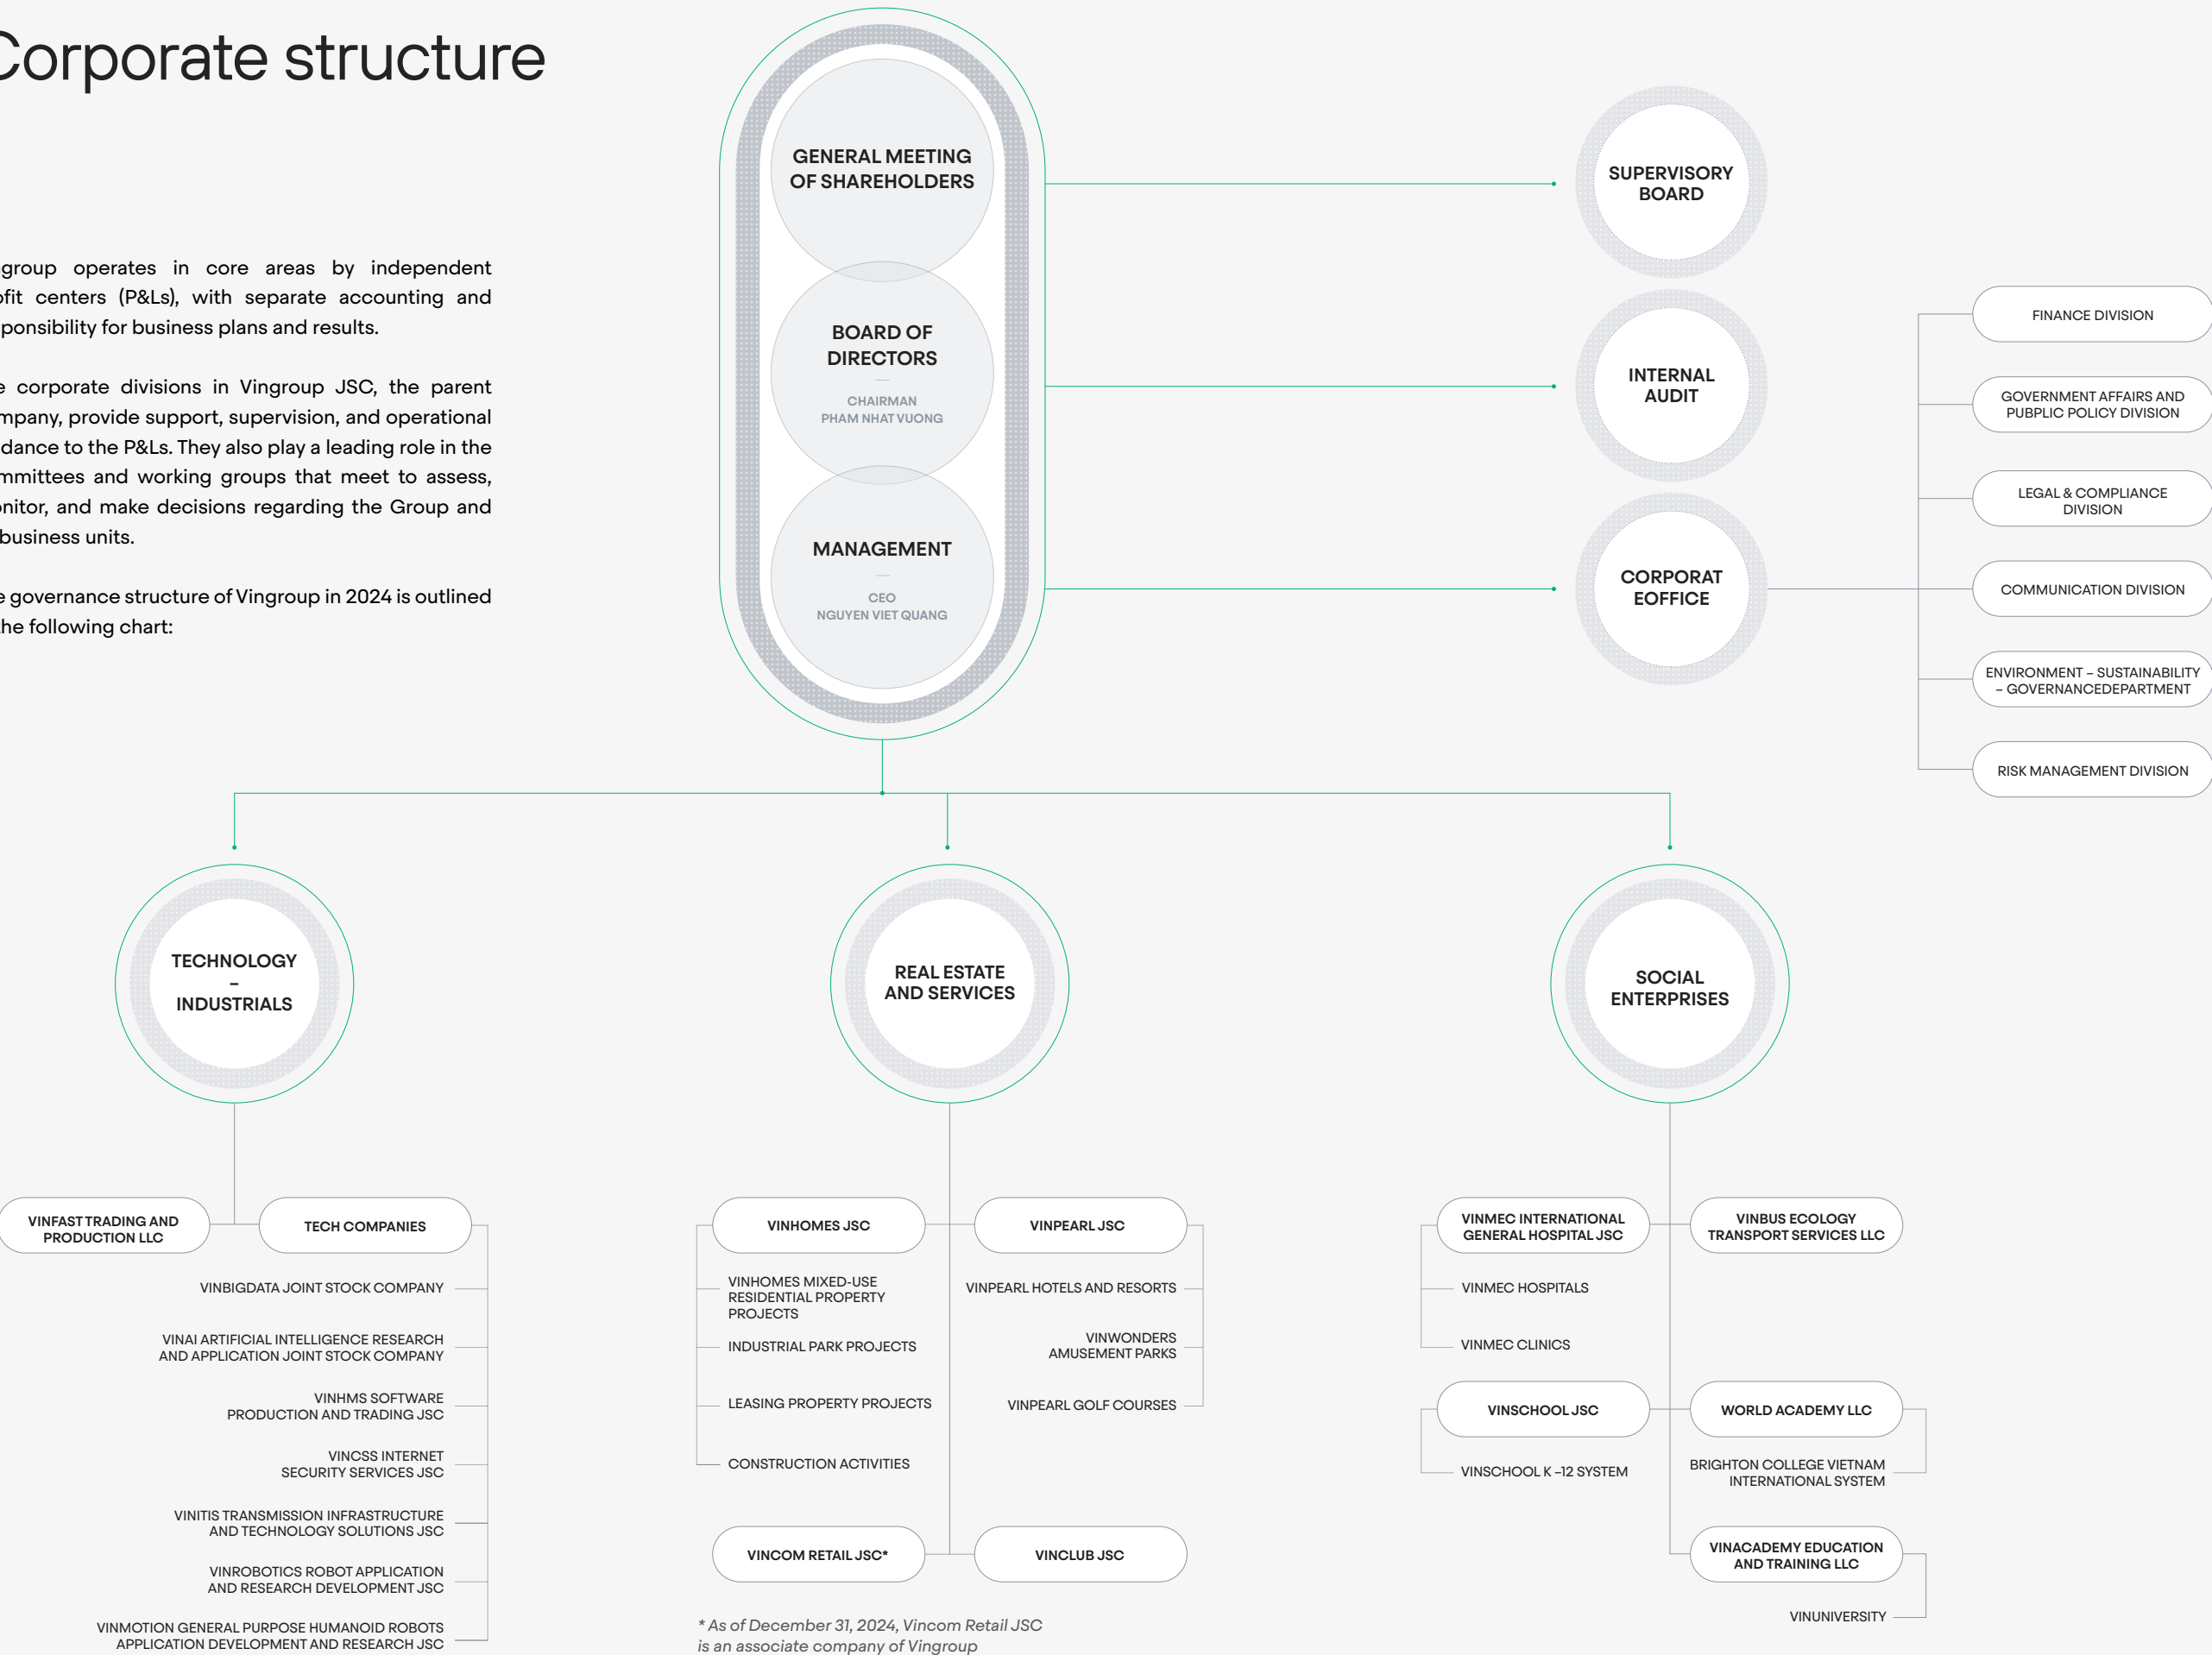 Corporate structure
group operates in core areas by independent
ofit centers (P&Ls), with separate accounting and
ponsibility for business plans and results.
e corporate divisions in Vingroup JSC, the parent
mpany, provide support, supervision, and operational
dance to the P&Ls. They also play a leading role in the
mmittees and working groups that meet to assess,
nitor, and make decisions regarding the Group and
business units.
e governance structure of Vingroup in 2024 is outlined
the following chart:
GENERAL MEETING
OF SHAREHOLDERS
BOARD OF
DIRECTORS
CHAIRMAN
PHAM NHAT VUONG
MANAGEMENT
CEO
NGUYEN VIET QUANG
SUPERVISORY
BOARD
INTERNAL
AUDIT
CORPORAT
EOFFICE
FINANCE DIVISION
GOVERNMENT AFFAIRS AND
PUBPLIC POLICY DIVISION
LEGAL & COMPLIANCE
DIVISION
COMMUNICATION DIVISION
ENVIRONMENT – SUSTAINABILITY
– GOVERNANCEDEPARTMENT
RISK MANAGEMENT DIVISION
TECHNOLOGY
–
INDUSTRIALS
VINFAST TRADING AND
PRODUCTION LLC
TECH COMPANIES
VINBIGDATA JOINT STOCK COMPANY
VINAI ARTIFICIAL INTELLIGENCE RESEARCH
AND APPLICATION JOINT STOCK COMPANY
VINHMS SOFTWARE
PRODUCTION AND TRADING JSC
VINCSS INTERNET
SECURITY SERVICES JSC
VINITIS TRANSMISSION INFRASTRUCTURE
AND TECHNOLOGY SOLUTIONS JSC
VINROBOTICS ROBOT APPLICATION
AND RESEARCH DEVELOPMENT JSC
VINMOTION GENERAL PURPOSE HUMANOID ROBOTS
APPLICATION DEVELOPMENT AND RESEARCH JSC
REAL ESTATE
AND SERVICES
VINHOMES JSC
VINHOMES MIXED-USE
RESIDENTIAL PROPERTY
PROJECTS
INDUSTRIAL PARK PROJECTS
LEASING PROPERTY PROJECTS
CONSTRUCTION ACTIVITIES
VINPEARL JSC
VINPEARL HOTELS AND RESORTS
VINWONDERS
AMUSEMENT PARKS
VINPEARL GOLF COURSES
VINCOM RETAIL JSC*
VINCLUB JSC
* As of December 31, 2024, Vincom Retail JSC
is an associate company of Vingroup
SOCIAL
ENTERPRISES
VINMEC INTERNATIONAL
GENERAL HOSPITAL JSC
VINMEC HOSPITALS
VINMEC CLINICS
VINBUS ECOLOGY
TRANSPORT SERVICES LLC
VINSCHOOL JSC
VINSCHOOL K –12 SYSTEM
WORLD ACADEMY LLC
BRIGHTON COLLEGE VIETNAM
INTERNATIONAL SYSTEM
VINACADEMY EDUCATION
AND TRAINING LLC
VINUNIVERSITY